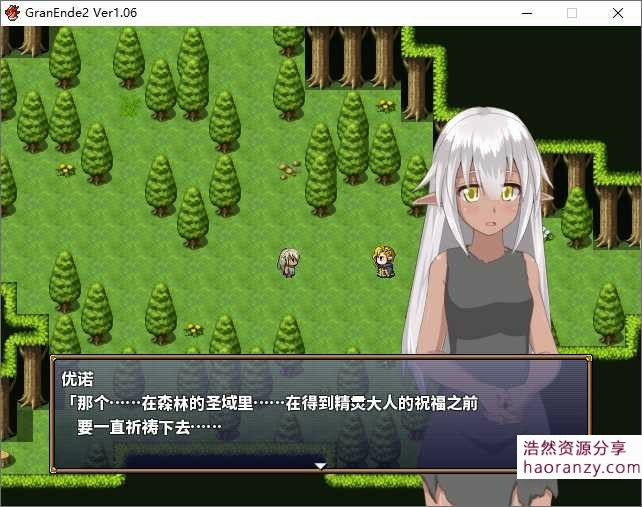 GranEnde2 Ver1.06
优诺
「那个……在森林的圣域里……在得到精灵大人的祝福之前
要一直祈祷下去……
浩然资源分享
haoranzy.com